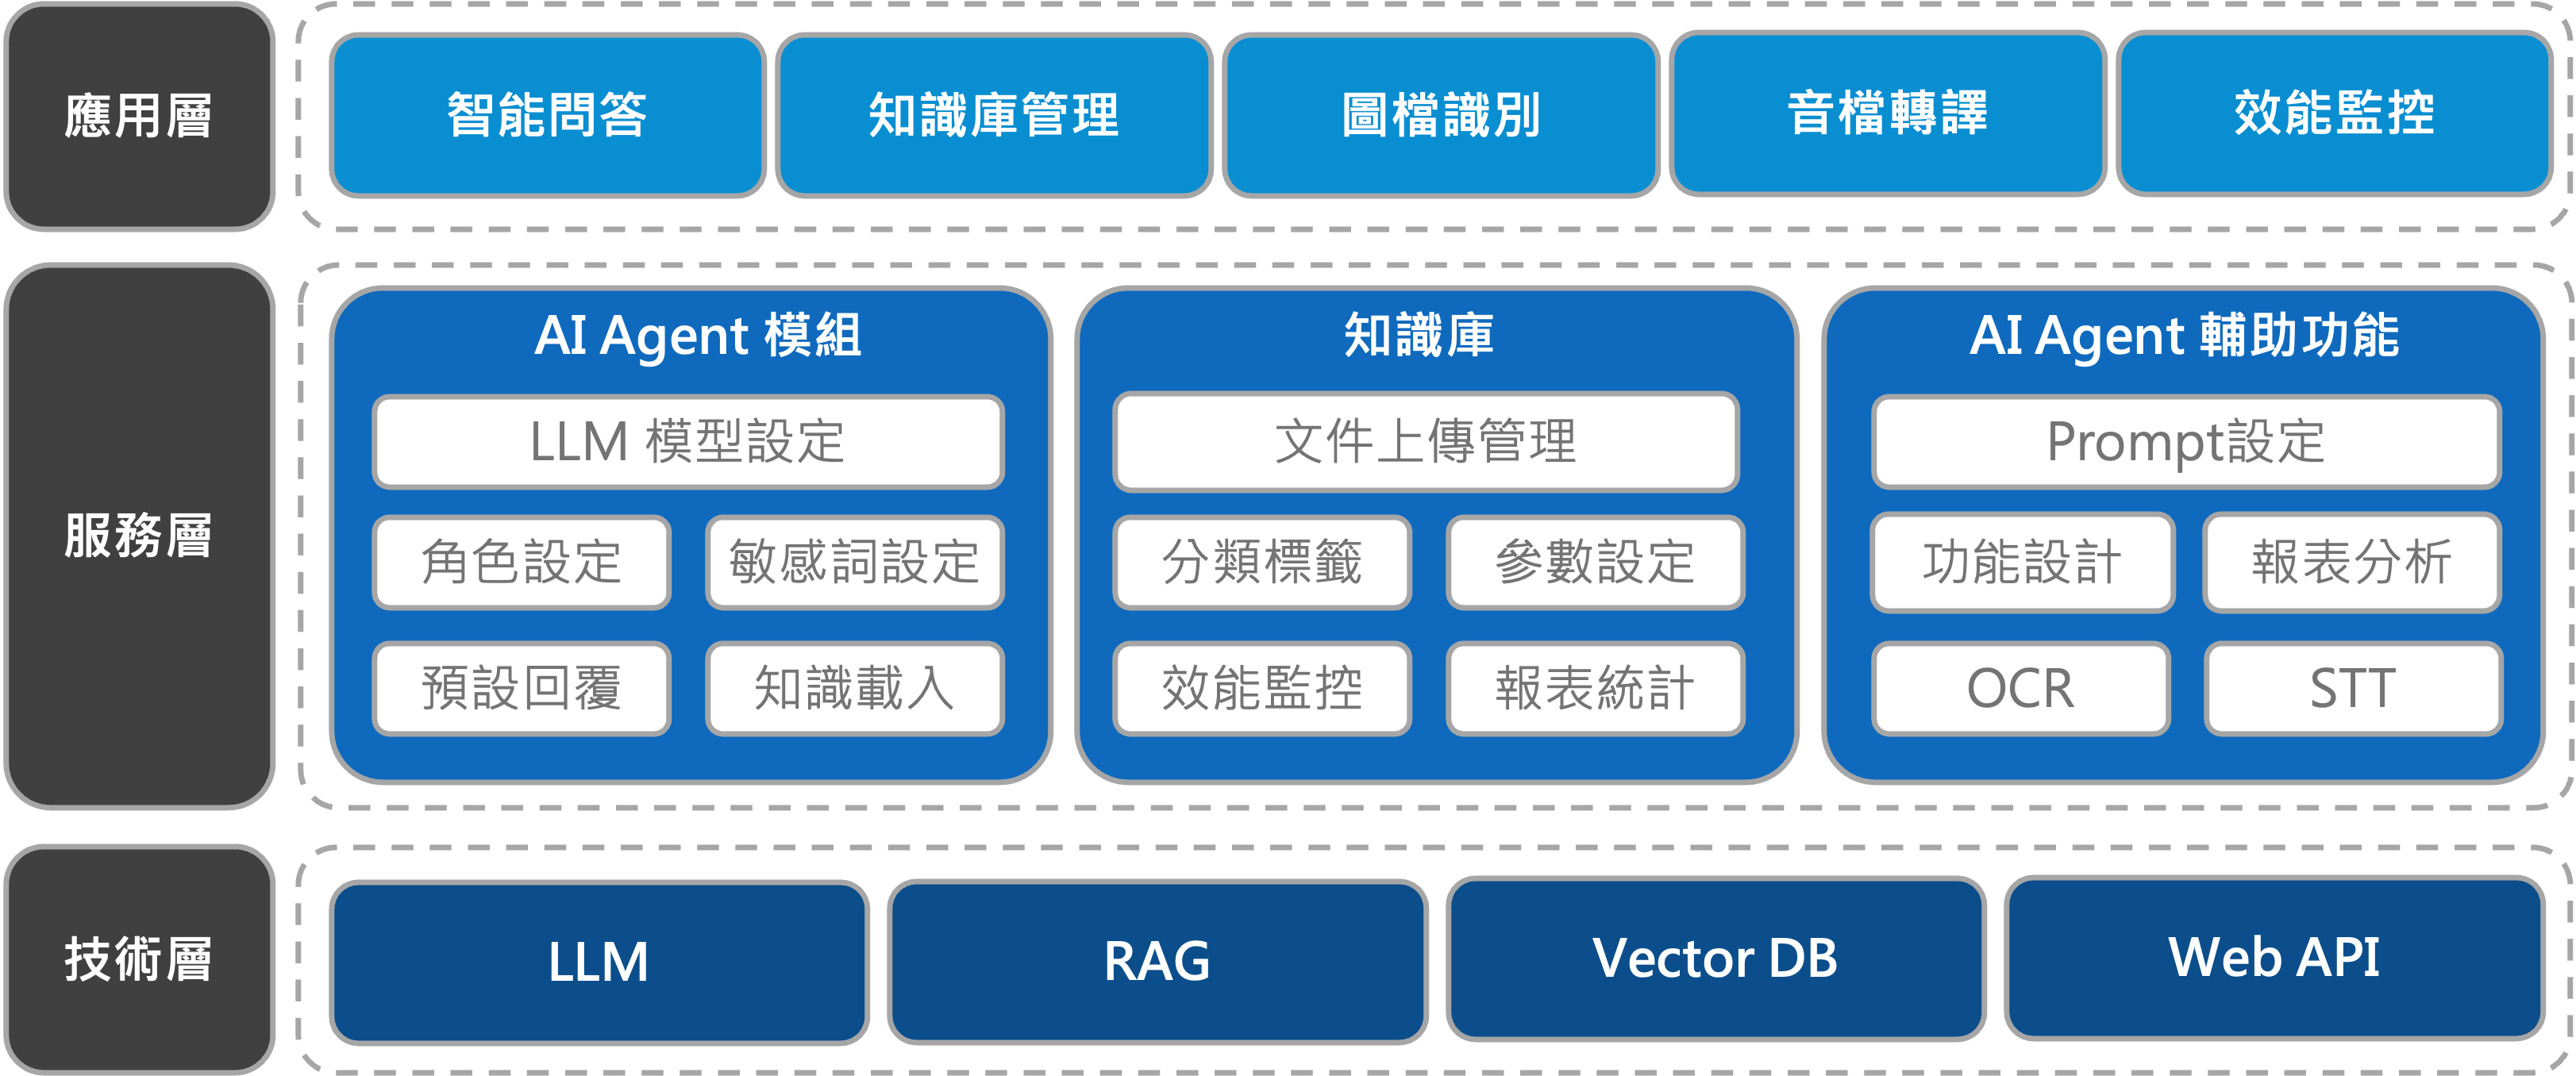 應用層
智能問答
知識庫管理
圖檔識別
音檔轉譯
效能監控
服務層
AI Agent 模組
LLM 模型設定
角色設定
敏感詞設定
預設回覆
知識載入
知識庫
文件上傳管理
分類標籤
參數設定
效能監控
報表統計
AI Agent 輔助功能
Prompt設定
功能設計
報表分析
OCR
STT
技術層
LLM
RAG
Vector DB
Web API